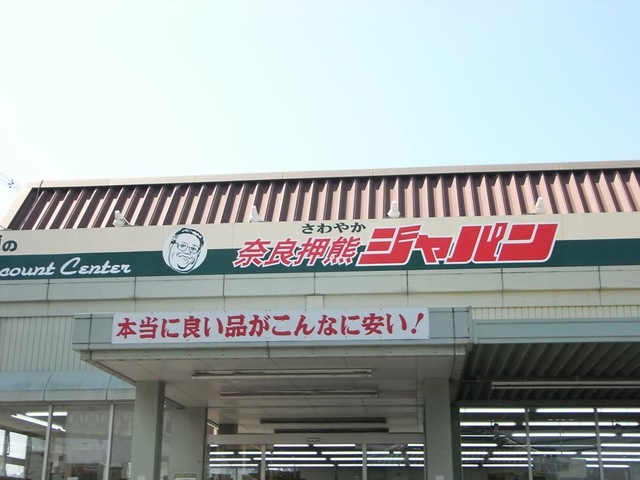 の
count Center
さわやか
奈良押熊ジャパン
本当に良い品がこんなに安い!